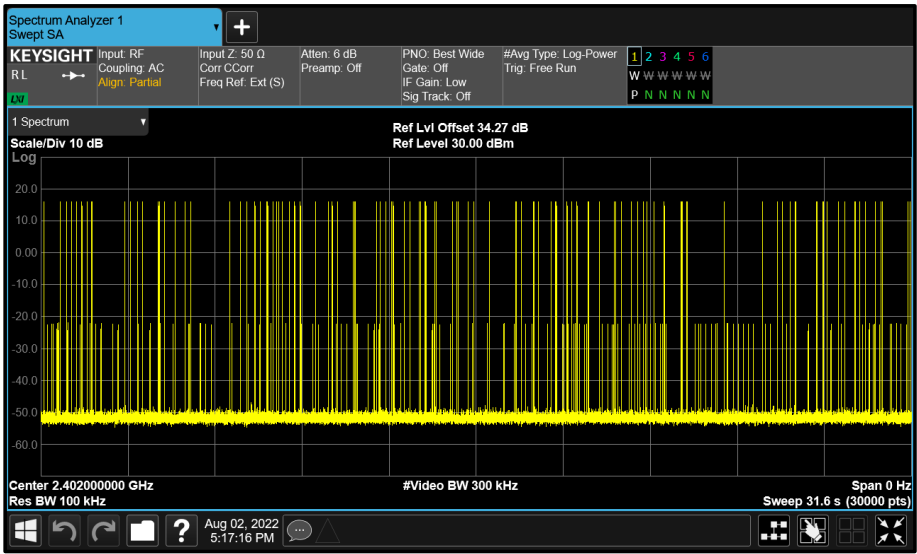 Spectrum Analyzer 1
Swept SA
+
KEYSIGHT Input: RF Input Z: 50 Ω Atten: 6 dB PNO: Best Wide #Avg Type: Log-Power 1 2 3 4 5 6
R L Coupling: AC Corr CCorr Preamp: Off Gate: Off Trig: Free Run W W W W W W
Align: Partial Freq Ref: Ext (S) IF Gain: Low P N N N N N
LXI Sig Track: Off
1 Spectrum
Ref Lvl Offset 34.27 dB
Scale/Div 10 dB Ref Level 30.00 dBm
Log
20.0
10.0
0.00
-10.0
-20.0
-30.0
-40.0
-50.0
-60.0
Center 2.402000000 GHz #Video BW 300 kHz Span 0 Hz
Res BW 100 kHz Sweep 31.6 s (30000 pts)
? Aug 02, 2022
5:17:16 PM